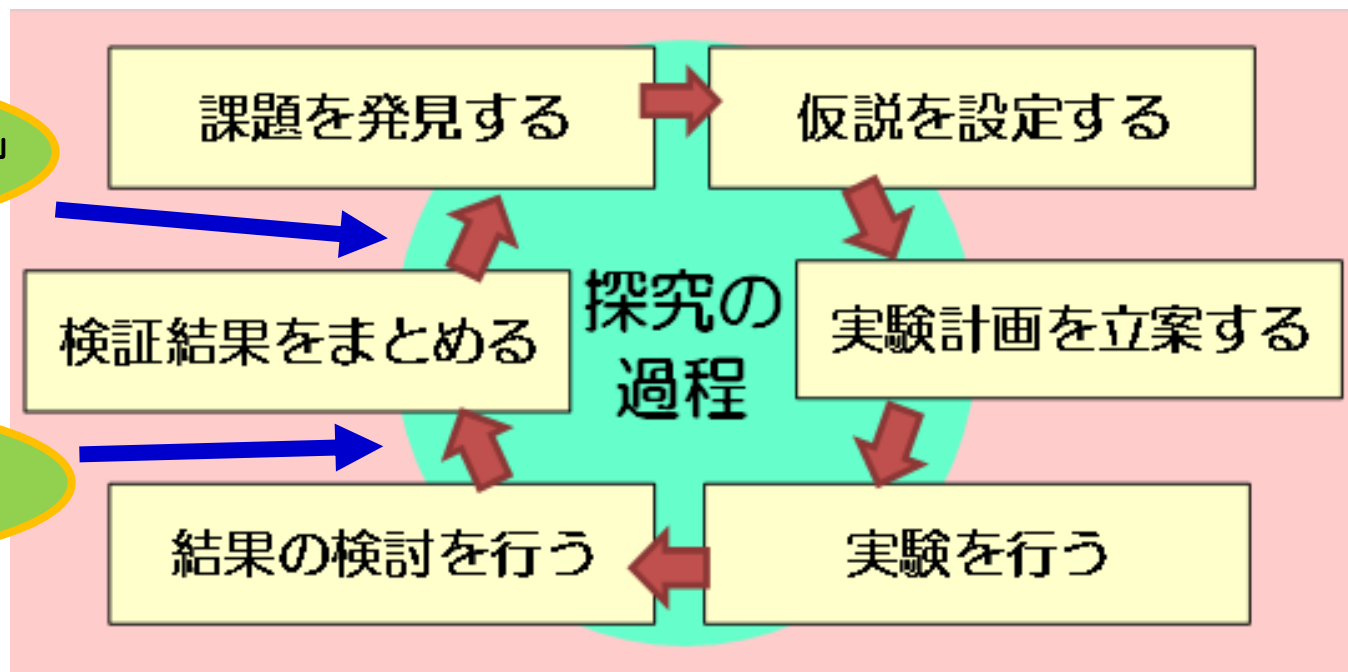 課題を発見する
仮説を設定する
探究の
過程
検証結果をまとめる
実験計画を立案する
結果の検討を行う
実験を行う